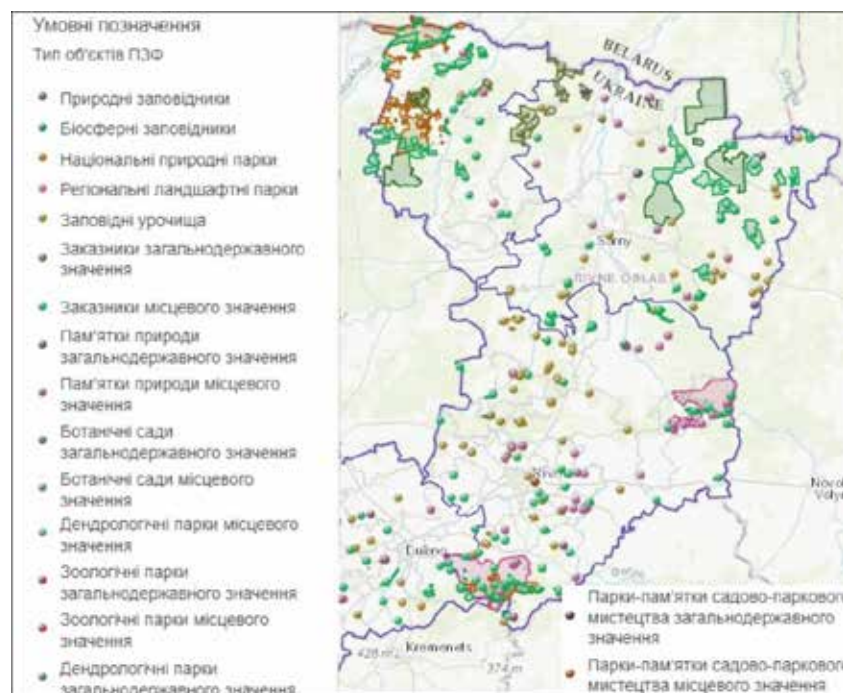 Умовні позначення
Тип об'єктів ПЗФ
Природні заповідники
Біосферні заповідники
Національні природні парки
Регіональні ландшафтні парки
Заповідні урочища
Заказники загальнодержавного
значення
Заказники місцевого значення
Пам'ятки природи
загальнодержавного значення
Пам'ятки природи місцевого
значення
Ботанічні сади
загальнодержавного значення
Ботанічні сади місцевого
значення
Дендрологічні парки місцевого
значення
Зоологічні парки
загальнодержавного значення
Зоологічні парки місцевого
значення
Дендрологічні парки
загальнодержавного значення
BELARUS
UKRAINE
Sarny
RIVNE OBLAST
Dubno
Kremenets
428 m
374 m
Парки-пам'ятки садово-паркового
мистецтва загальнодержавного
значення
Парки-пам'ятки садово-паркового
мистецтва місцевого значення